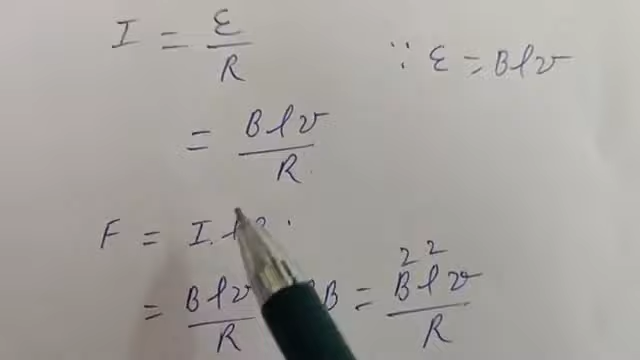 I = ε/R ∵ ε = Blv
= Blv/R
F = I.l
= Blv/R B = B²l²v/R